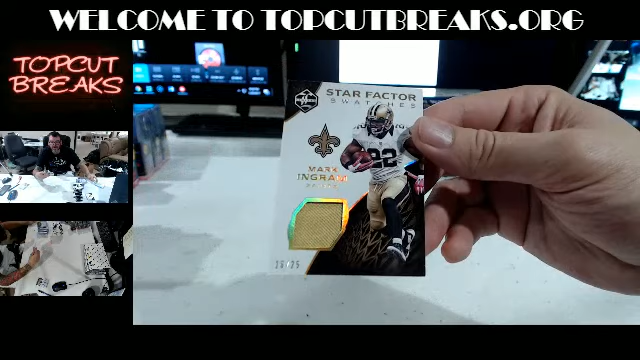 WELCOME TO TOPCUTBREAKS.ORG
TOPCUT
BREAKS
STAR FACTOR
SWATCHES
22
MARK
INGRAM